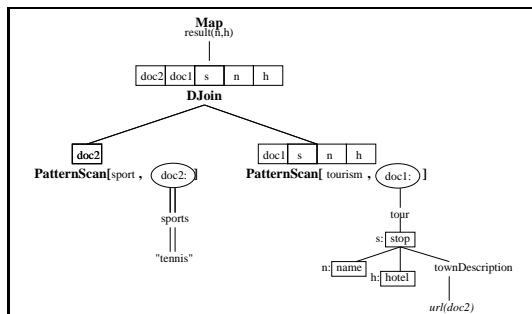 Map
result(n,h)
doc2 doc1 s n h
DJoin
doc2
doc1 s n h
PatternScan[sport , doc2: ]
PatternScan[ tourism , doc1: ]
sports
"tennis"
tour
s: stop
n: name
h: hotel
townDescription
url(doc2)